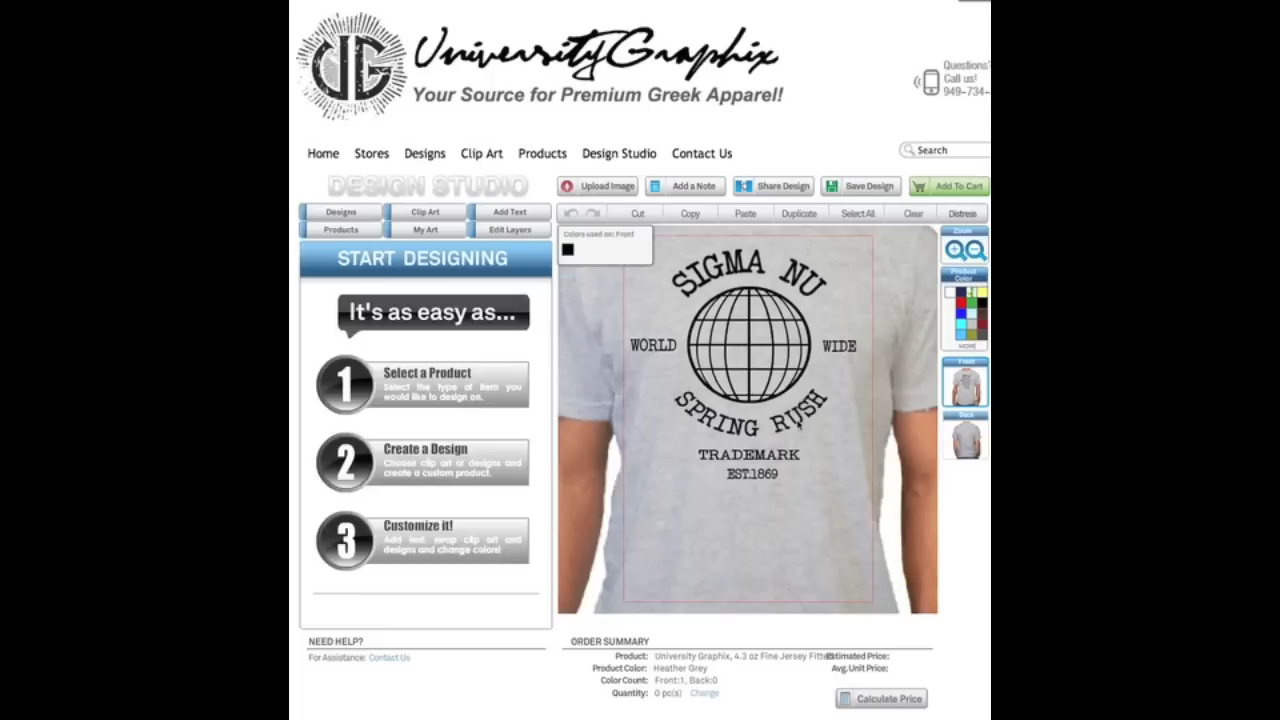 UG
UniversityGraphix
Your Source for Premium Greek Apparel!
Questions?
Call us!
949-734-
Home Stores Designs Clip Art Products Design Studio Contact Us
Search
DESIGN STUDIO
Upload Image Add a Note Share Design Save Design Add To Cart
Designs Clip Art Add Text
Products My Art Edit Layers
Cut Copy Paste Duplicate Select All Clear Distress
START DESIGNING
It's as easy as...
1 Select a Product
Select the type of item you
would like to design on.
2 Create a Design
Choose clip art or designs and
create a custom product.
3 Customize it!
Add text, swap clip art and
designs and change colors!
Colors used on: Front
SIGMA NU
WORLD WIDE
SPRING RUSH
TRADEMARK
EST.1869
Zoom
Product
Color
MORE
Front
Back
NEED HELP?
For Assistance: Contact Us
ORDER SUMMARY
Product: University Graphix, 4.3 oz Fine Jersey Estimated Price:
Product Color: Heather Grey Avg. Unit Price:
Color Count: Front:1, Back:0
Quantity: 0 pc(s) Change
Calculate Price